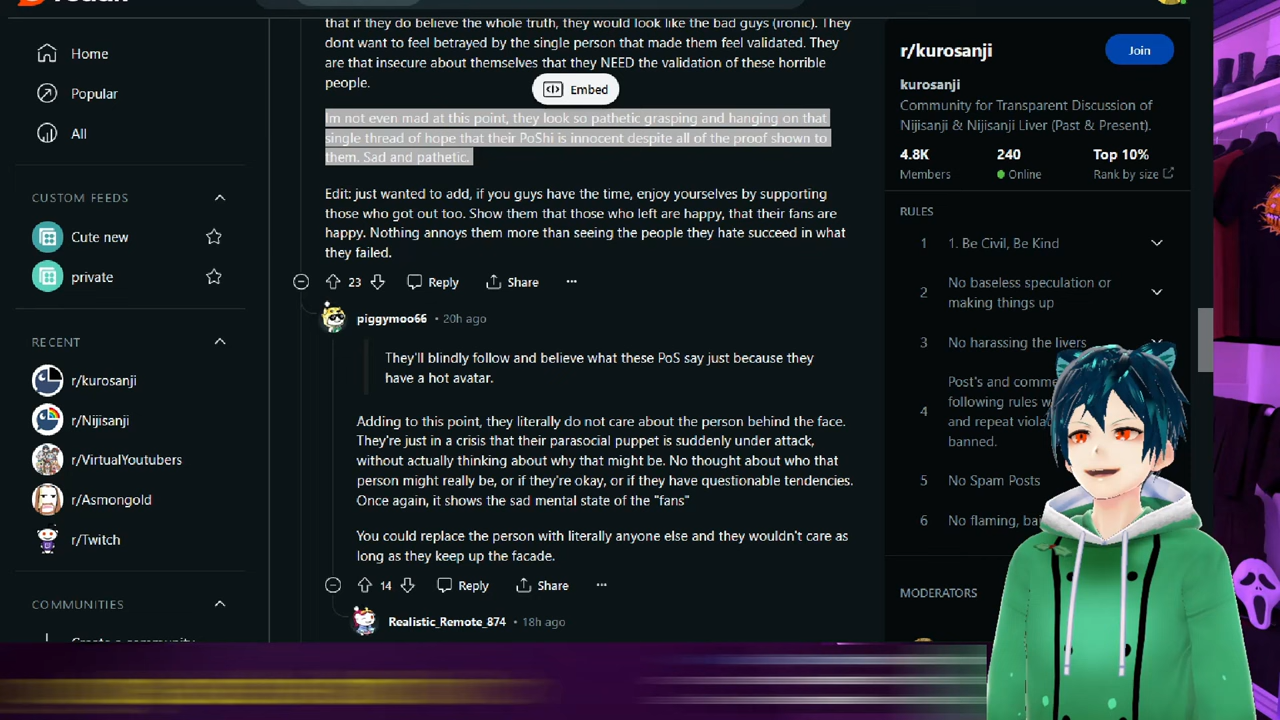 Home
Popular
All
CUSTOM FEEDS
Cute new
private
RECENT
r/kurosanji
r/Nijisanji
r/VirtualYoutubers
r/Asmongold
r/Twitch
COMMUNITIES
that if they do believe the whole truth, they would look like the bad guys (ironic). They
dont want to feel betrayed by the single person that made them feel validated. They
are that insecure about themselves that they NEED the validation of these horrible
people.
Embed
Im not even mad at this point, they look so pathetic grasping and hanging on that
single thread of hope that their PoShi is innocent despite all of the proof shown to
them. Sad and pathetic.
Edit: just wanted to add, if you guys have the time, enjoy yourselves by supporting
those who got out too. Show them that those who left are happy, that their fans are
happy. Nothing annoys them more than seeing the people they hate succeed in what
they failed.
23 Reply Share
piggymoo66 • 20h ago
They'll blindly follow and believe what these PoS say just because they
have a hot avatar.
Adding to this point, they literally do not care about the person behind the face.
They're just in a crisis that their parasocial puppet is suddenly under attack,
without actually thinking about why that might be. No thought about who that
person might really be, or if they're okay, or if they have questionable tendencies.
Once again, it shows the sad mental state of the "fans"
You could replace the person with literally anyone else and they wouldn't care as
long as they keep up the facade.
14 Reply Share
Realistic_Remote_874 • 18h ago
r/kurosanji
Join
kurosanji
Community for Transparent Discussion of
Nijisanji & Nijisanji Liver (Past & Present).
4.8K 240 Top 10%
Members Online Rank by size
RULES
1 1. Be Civil, Be Kind
2 No baseless speculation or
making things up
3 No harassing the livers
4 Post's and
following rules
and repeat
banned.
5 No Spam Posts
6 No flaming,
MODERATORS